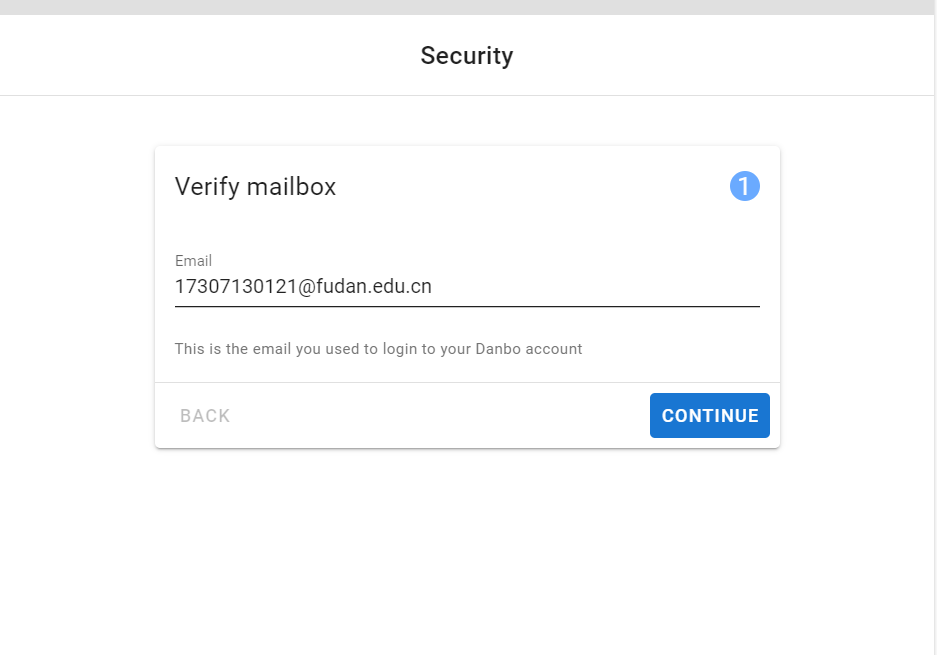 Security
Verify mailbox
1
Email
17307130121@fudan.edu.cn
This is the email you used to login to your Danbo account
BACK
CONTINUE